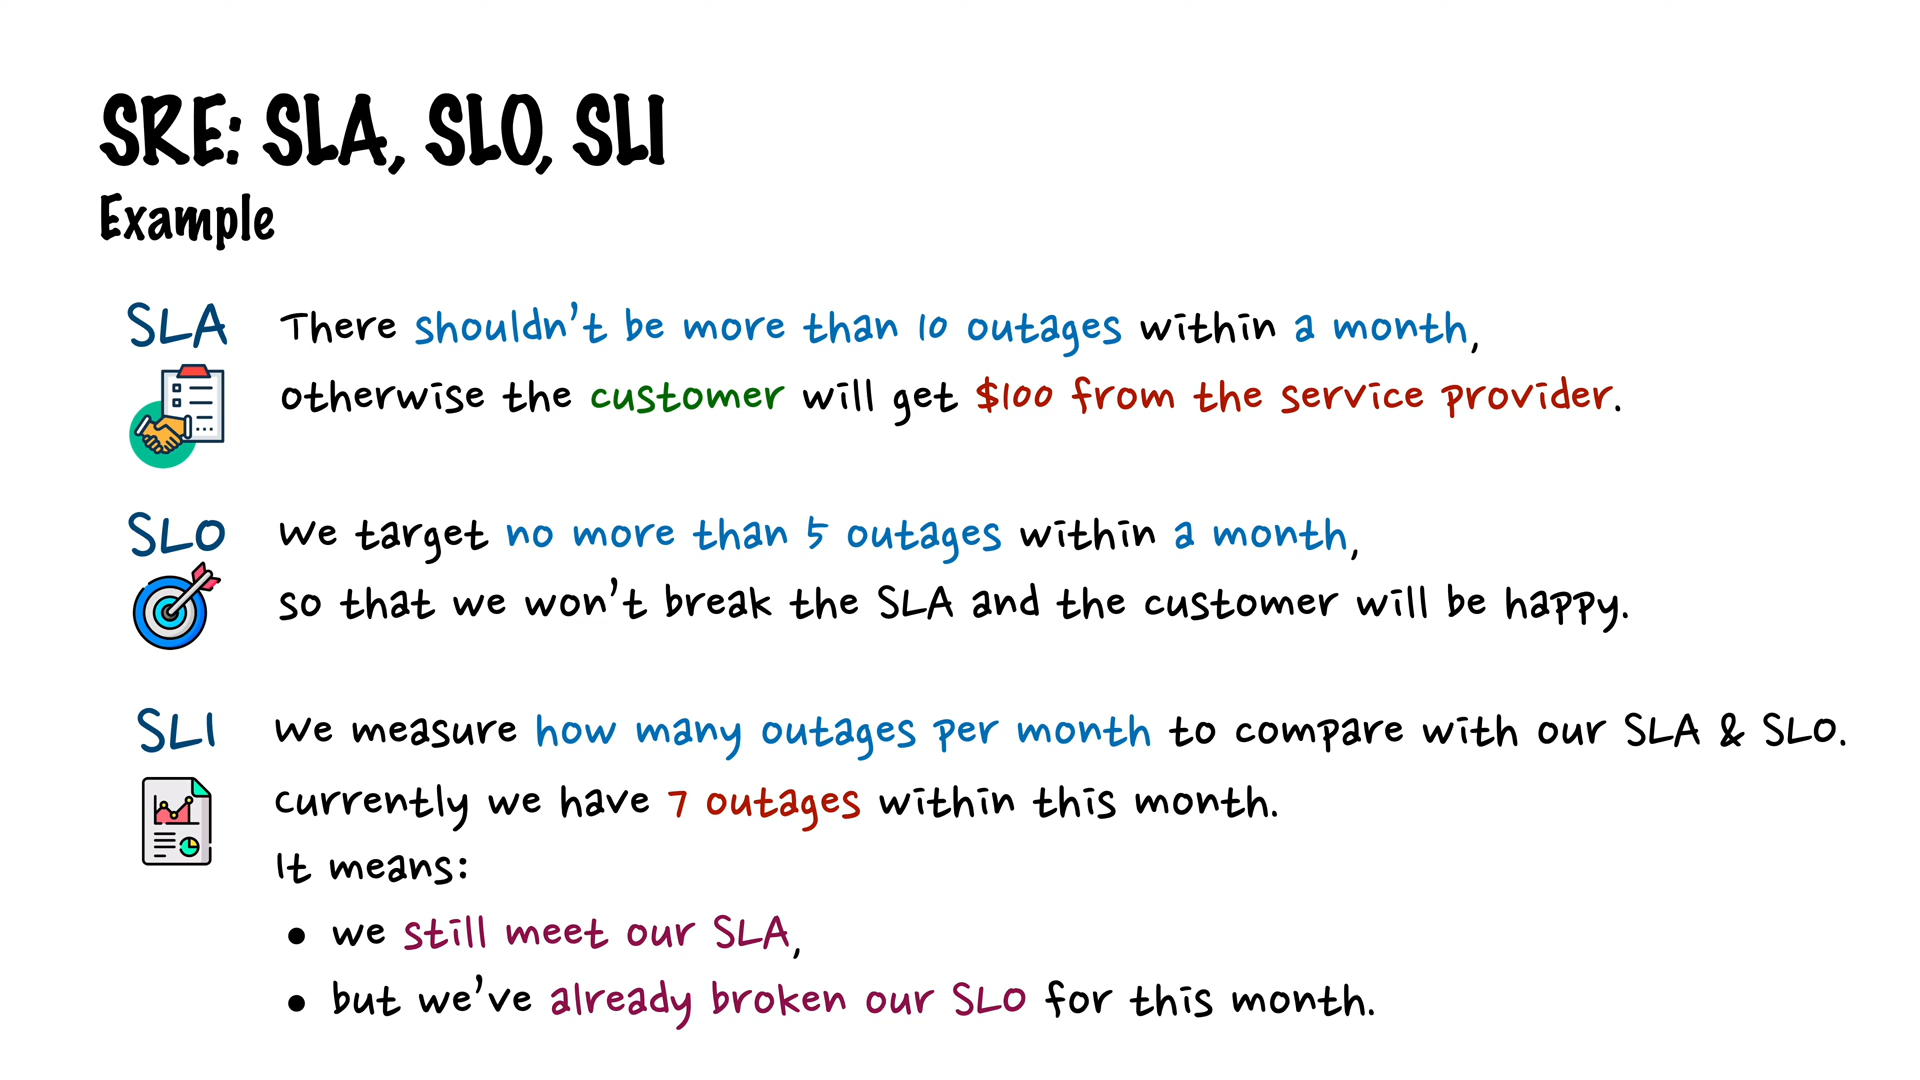 SRE: SLA, SLO, SLI
Example
SLA
There shouldn't be more than 10 outages within a month,
otherwise the customer will get $100 from the service provider.
SLO
We target no more than 5 outages within a month,
so that we won't break the SLA and the customer will be happy.
SLI
We measure how many outages per month to compare with our SLA & SLO.
Currently we have 7 outages within this month.
It means:
• we still meet our SLA,
• but we've already broken our SLO for this month.